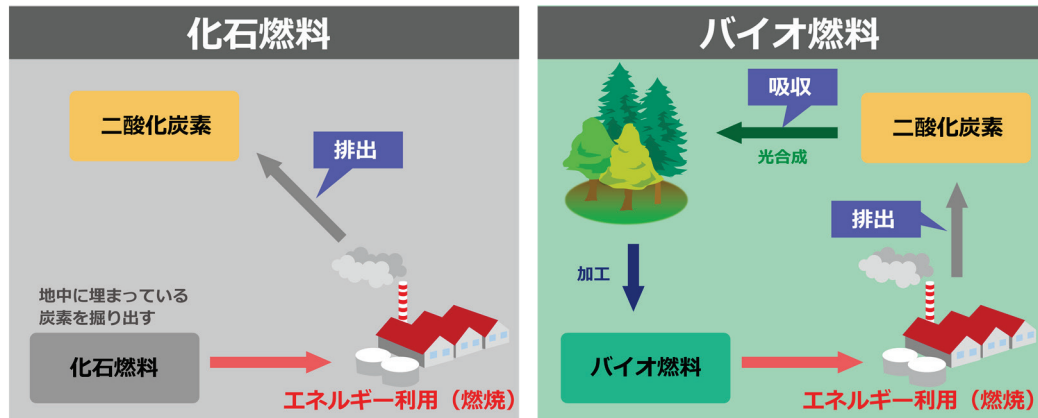 化石燃料
二酸化炭素
排出
地中に埋まっている
炭素を掘り出す
化石燃料
エネルギー利用（燃焼）
バイオ燃料
吸収
二酸化炭素
光合成
排出
加工
バイオ燃料
エネルギー利用（燃焼）